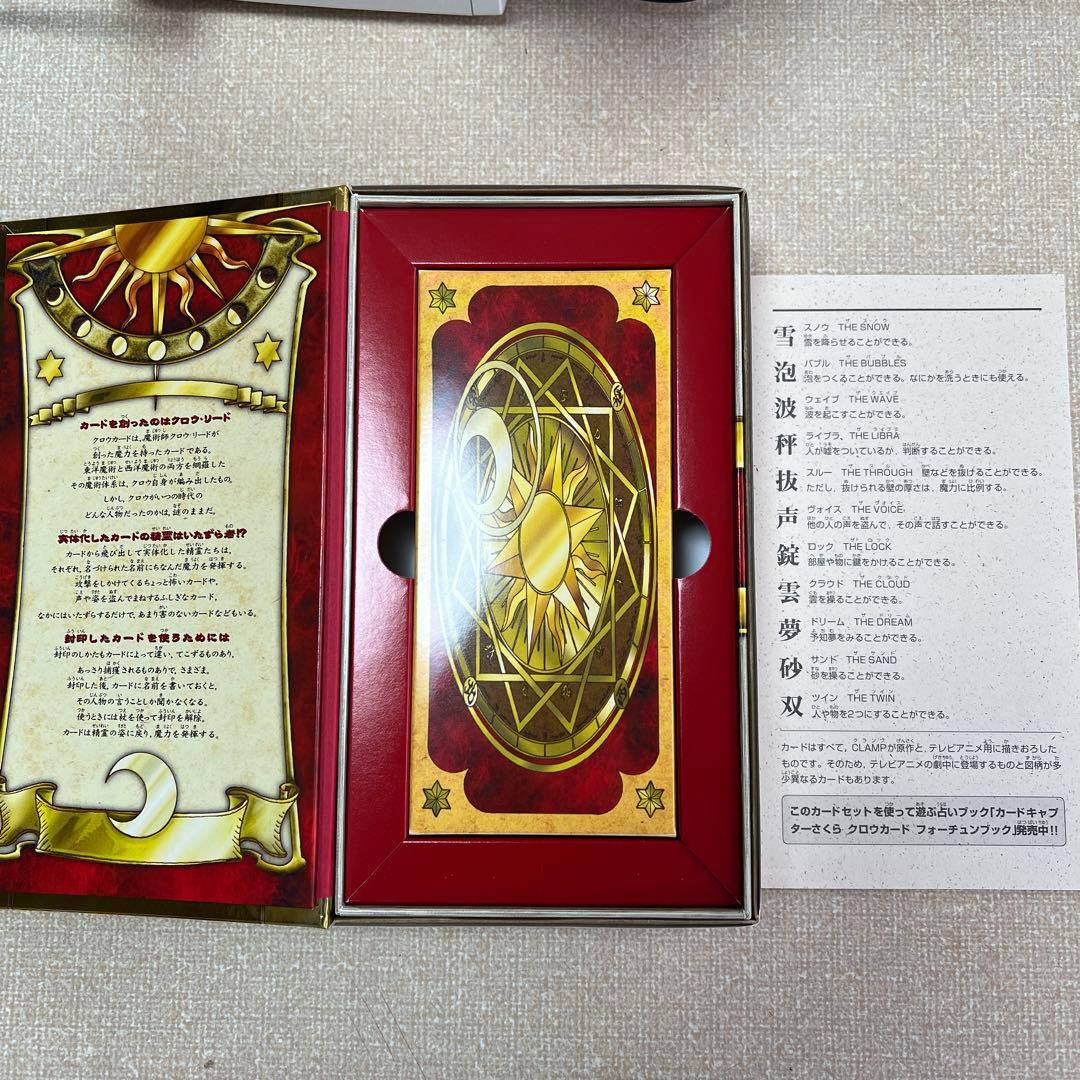 カードを創ったのはクロウ・リード
クロウカードは、魔術師クロウ・リードが
創った魔力を持ったカードである。
東洋魔術と西洋魔術の両方を網羅した
その魔術体系は、クロウ自身が編み出したもの。
しかし、クロウがいつの時代の
どんな人物だったのかは、謎のままだ。
実体化したカードの精霊はいたずら者!?
カードから飛び出して実体化した精霊たちは、
それぞれ、名づけられた名前にちなんだ魔力を発揮する。
攻撃をしかけてくるちょっと怖いカードや、
声や姿を盗んでまねするふしぎなカード、
なかにはいたずらするだけで、あまり害のないカードなどもいる。
封印したカードを使うためには
封印のしかたもカードによって違い、てこずるものあり、
あっさり捕獲されるものありで、さまざま。
封印した後、カードに名前を書いておくと、
その人物の言うことしか聞かなくなる。
使うときには杖を使って封印を解除。
カードは精霊の姿に戻り、魔力を発揮する。
雪 スノウ THE SNOW
雪を降らせることができる。
泡 バブル THE BUBBLES
泡をつくることができる。なにかを洗うときにも使える。
波 ウェイブ THE WAVE
波を起こすことができる。
秤 ライブラ THE LIBRA
人が嘘をついているか、判断することができる。
抜 スルー THE THROUGH 壁などを抜けることができる。
ただし、抜けられる壁の厚さは、魔力に比例する。
声 ヴォイス THE VOICE
他の人の声を盗んで、その声で話すことができる。
錠 ロック THE LOCK
部屋や物に鍵をかけることができる。
雲 クラウド THE CLOUD
雲を操ることができる。
夢 ドリーム THE DREAM
予知夢をみることができる。
砂 サンド THE SAND
砂を操ることができる。
双 ツイン THE TWIN
人や物を2つにすることができる。
カードはすべて、CLAMPが原作と、テレビアニメ用に描きおろした
ものです。そのため、テレビアニメの劇中に登場するものと図柄が多
少異なるカードもあります。
このカードセットを使って遊ぶ占いブック「カードキャプ
ターさくら クロウカード フォーチュンブック」発売中!!